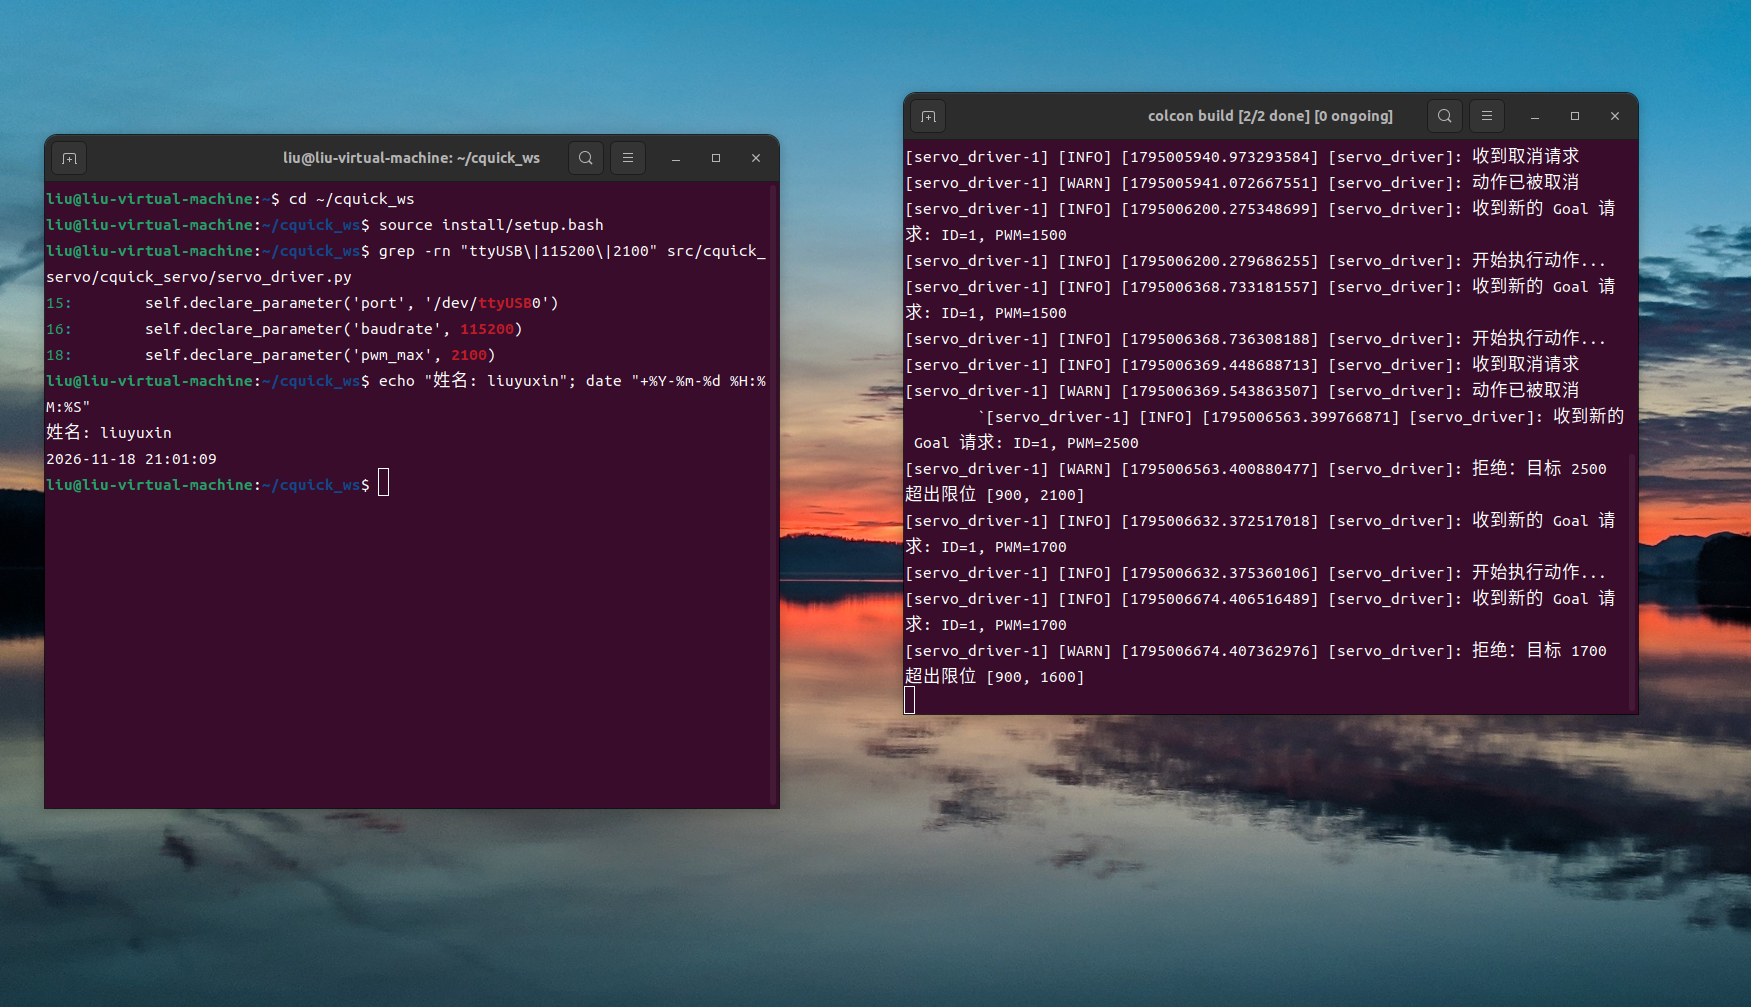 liu@liu-virtual-machine: ~/cquick_ws
liu@liu-virtual-machine:~$ cd ~/cquick_ws
liu@liu-virtual-machine:~/cquick_ws$ source install/setup.bash
liu@liu-virtual-machine:~/cquick_ws$ grep -rn "ttyUSB\|115200\|2100" src/cquick_
servo/cquick_servo/servo_driver.py
15:        self.declare_parameter('port', '/dev/ttyUSB0')
16:        self.declare_parameter('baudrate', 115200)
18:        self.declare_parameter('pwm_max', 2100)
liu@liu-virtual-machine:~/cquick_ws$ echo "姓名: liuyuxin"; date "+%Y-%m-%d %H:%
M:%S"
姓名: liuyuxin
2026-11-18 21:01:09
liu@liu-virtual-machine:~/cquick_ws$
colcon build [2/2 done] [0 ongoing]
[servo_driver-1] [INFO] [1795005940.973293584] [servo_driver]: 收到取消请求
[servo_driver-1] [WARN] [1795005941.072667551] [servo_driver]: 动作已被取消
[servo_driver-1] [INFO] [1795006200.275348699] [servo_driver]: 收到新的 Goal 请
求: ID=1, PWM=1500
[servo_driver-1] [INFO] [1795006200.279686255] [servo_driver]: 开始执行动作...
[servo_driver-1] [INFO] [1795006368.733181557] [servo_driver]: 收到新的 Goal 请
求: ID=1, PWM=1500
[servo_driver-1] [INFO] [1795006368.736308188] [servo_driver]: 开始执行动作...
[servo_driver-1] [INFO] [1795006369.448688713] [servo_driver]: 收到取消请求
[servo_driver-1] [WARN] [1795006369.543863507] [servo_driver]: 动作已被取消
        `[servo_driver-1] [INFO] [1795006563.399766871] [servo_driver]: 收到新的
 Goal 请求: ID=1, PWM=2500
[servo_driver-1] [WARN] [1795006563.400880477] [servo_driver]: 拒绝：目标 2500
超出限位 [900, 2100]
[servo_driver-1] [INFO] [1795006632.372517018] [servo_driver]: 收到新的 Goal 请
求: ID=1, PWM=1700
[servo_driver-1] [INFO] [1795006632.375360106] [servo_driver]: 开始执行动作...
[servo_driver-1] [INFO] [1795006674.406516489] [servo_driver]: 收到新的 Goal 请
求: ID=1, PWM=1700
[servo_driver-1] [WARN] [1795006674.407362976] [servo_driver]: 拒绝：目标 1700
超出限位 [900, 1600]